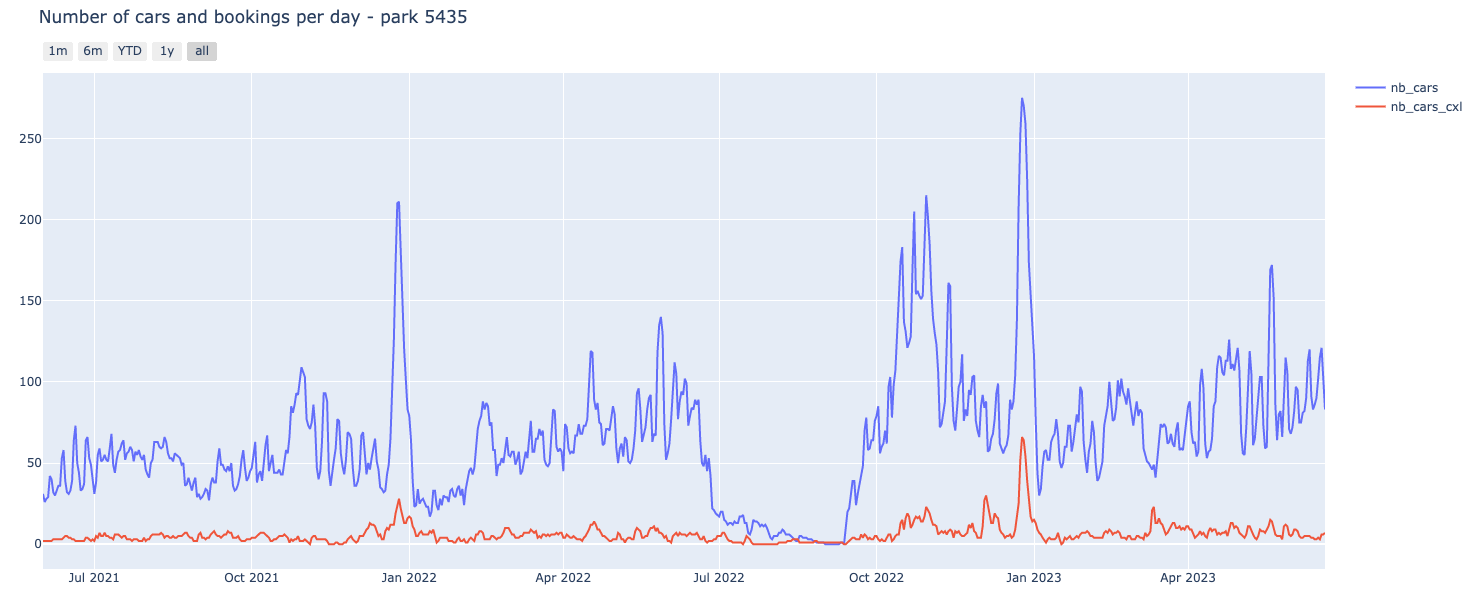 Number of cars and bookings per day - park 5435
1m 6m YTD 1y all
nb_cars
nb_cars_cxl
250
200
150
100
50
0
Jul 2021 Oct 2021 Jan 2022 Apr 2022 Jul 2022 Oct 2022 Jan 2023 Apr 2023